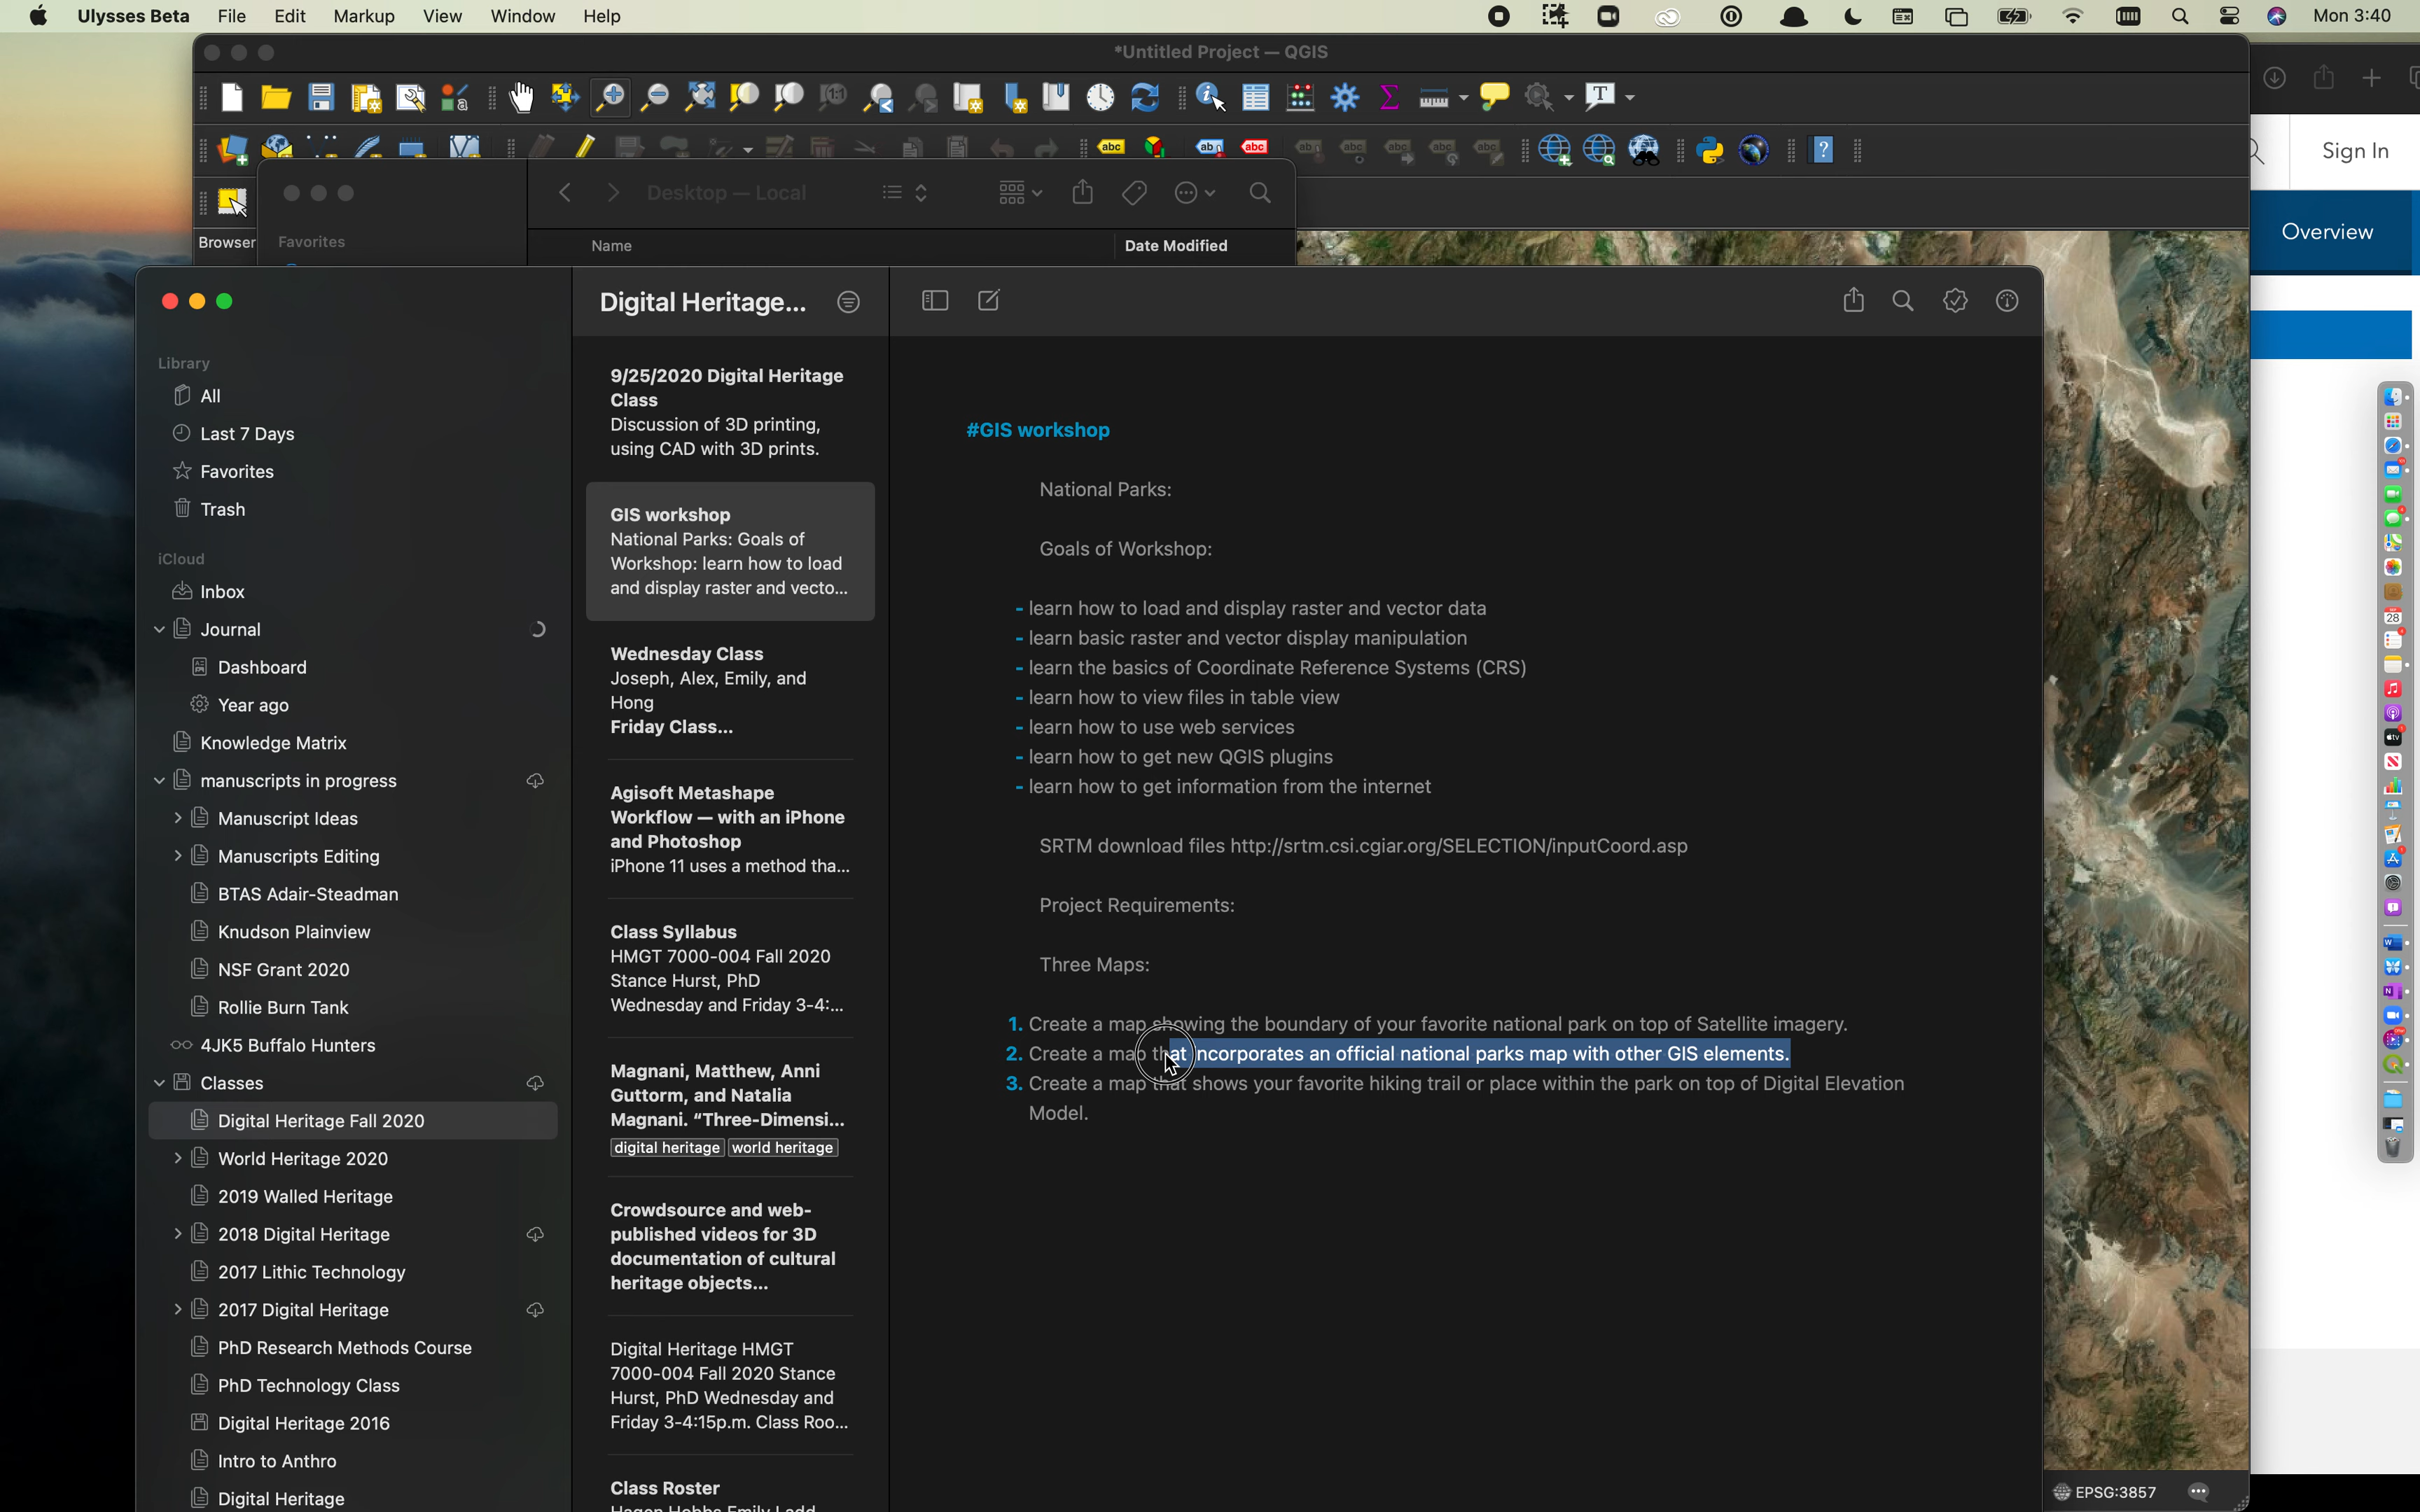 Ulysses Beta File Edit Markup View Window Help
Mon 3:40
*Untitled Project — QGIS
Sign In
Overview
Desktop — Local
Browser
Favorites
Name
Date Modified
Library
All
Last 7 Days
Favorites
Trash
iCloud
Inbox
Journal
Dashboard
Year ago
Knowledge Matrix
manuscripts in progress
Manuscript Ideas
Manuscripts Editing
BTAS Adair-Steadman
Knudson Plainview
NSF Grant 2020
Rollie Burn Tank
4JK5 Buffalo Hunters
Classes
Digital Heritage Fall 2020
World Heritage 2020
2019 Walled Heritage
2018 Digital Heritage
2017 Lithic Technology
2017 Digital Heritage
PhD Research Methods Course
PhD Technology Class
Digital Heritage 2016
Intro to Anthro
Digital Heritage
Digital Heritage...
9/25/2020 Digital Heritage
Class
Discussion of 3D printing,
using CAD with 3D prints.
GIS workshop
National Parks: Goals of
Workshop: learn how to load
and display raster and vecto...
Wednesday Class
Joseph, Alex, Emily, and
Hong
Friday Class...
Agisoft Metashape
Workflow — with an iPhone
and Photoshop
iPhone 11 uses a method tha...
Class Syllabus
HMGT 7000-004 Fall 2020
Stance Hurst, PhD
Wednesday and Friday 3-4:...
Magnani, Matthew, Anni
Guttorm, and Natalia
Magnani. “Three-Dimensi...
digital heritage world heritage
Crowdsource and web-
published videos for 3D
documentation of cultural
heritage objects...
Digital Heritage HMGT
7000-004 Fall 2020 Stance
Hurst, PhD Wednesday and
Friday 3-4:15p.m. Class Roo...
Class Roster
#GIS workshop
National Parks:
Goals of Workshop:
- learn how to load and display raster and vector data
- learn basic raster and vector display manipulation
- learn the basics of Coordinate Reference Systems (CRS)
- learn how to view files in table view
- learn how to use web services
- learn how to get new QGIS plugins
- learn how to get information from the internet
SRTM download files http://srtm.csi.cgiar.org/SELECTION/inputCoord.asp
Project Requirements:
Three Maps:
1. Create a map showing the boundary of your favorite national park on top of Satellite imagery.
2. Create a map that incorporates an official national parks map with other GIS elements.
3. Create a map that shows your favorite hiking trail or place within the park on top of Digital Elevation
Model.
EPSG:3857